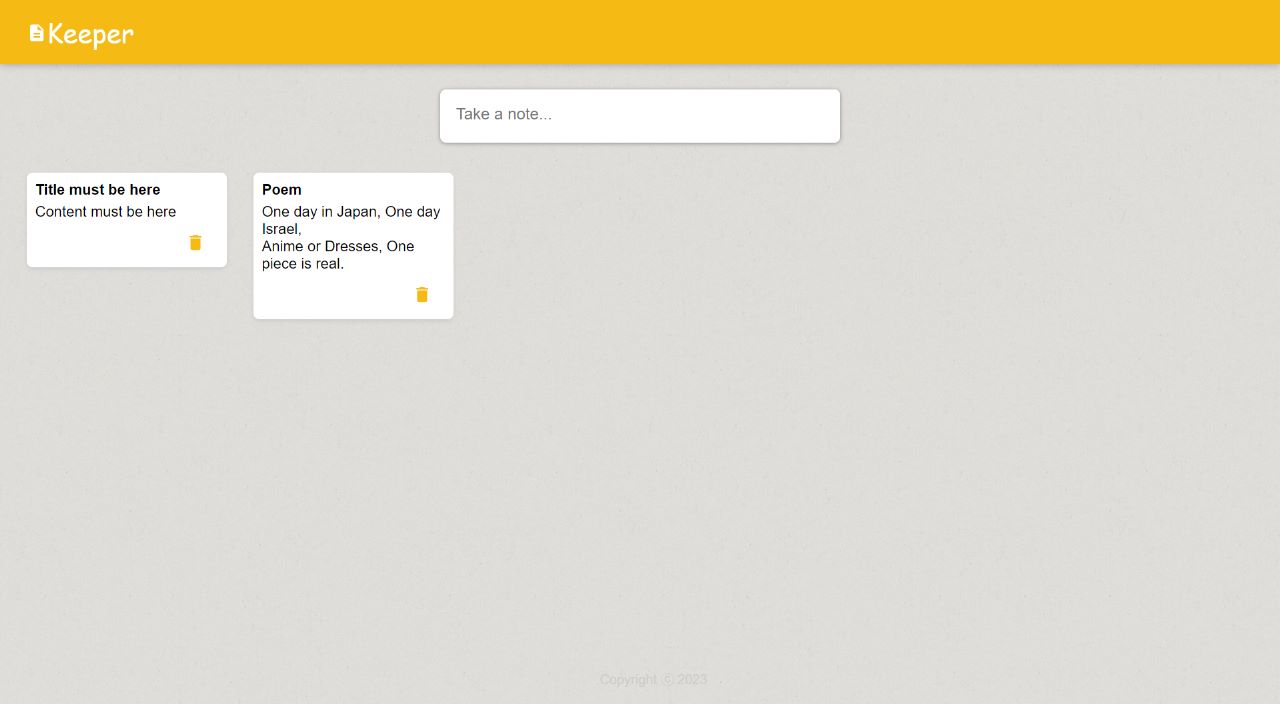 Keeper
Take a note...
Title must be here
Content must be here
Poem
One day in Japan, One day
Israel,
Anime or Dresses, One
piece is real.
Copyright ⓒ 2023